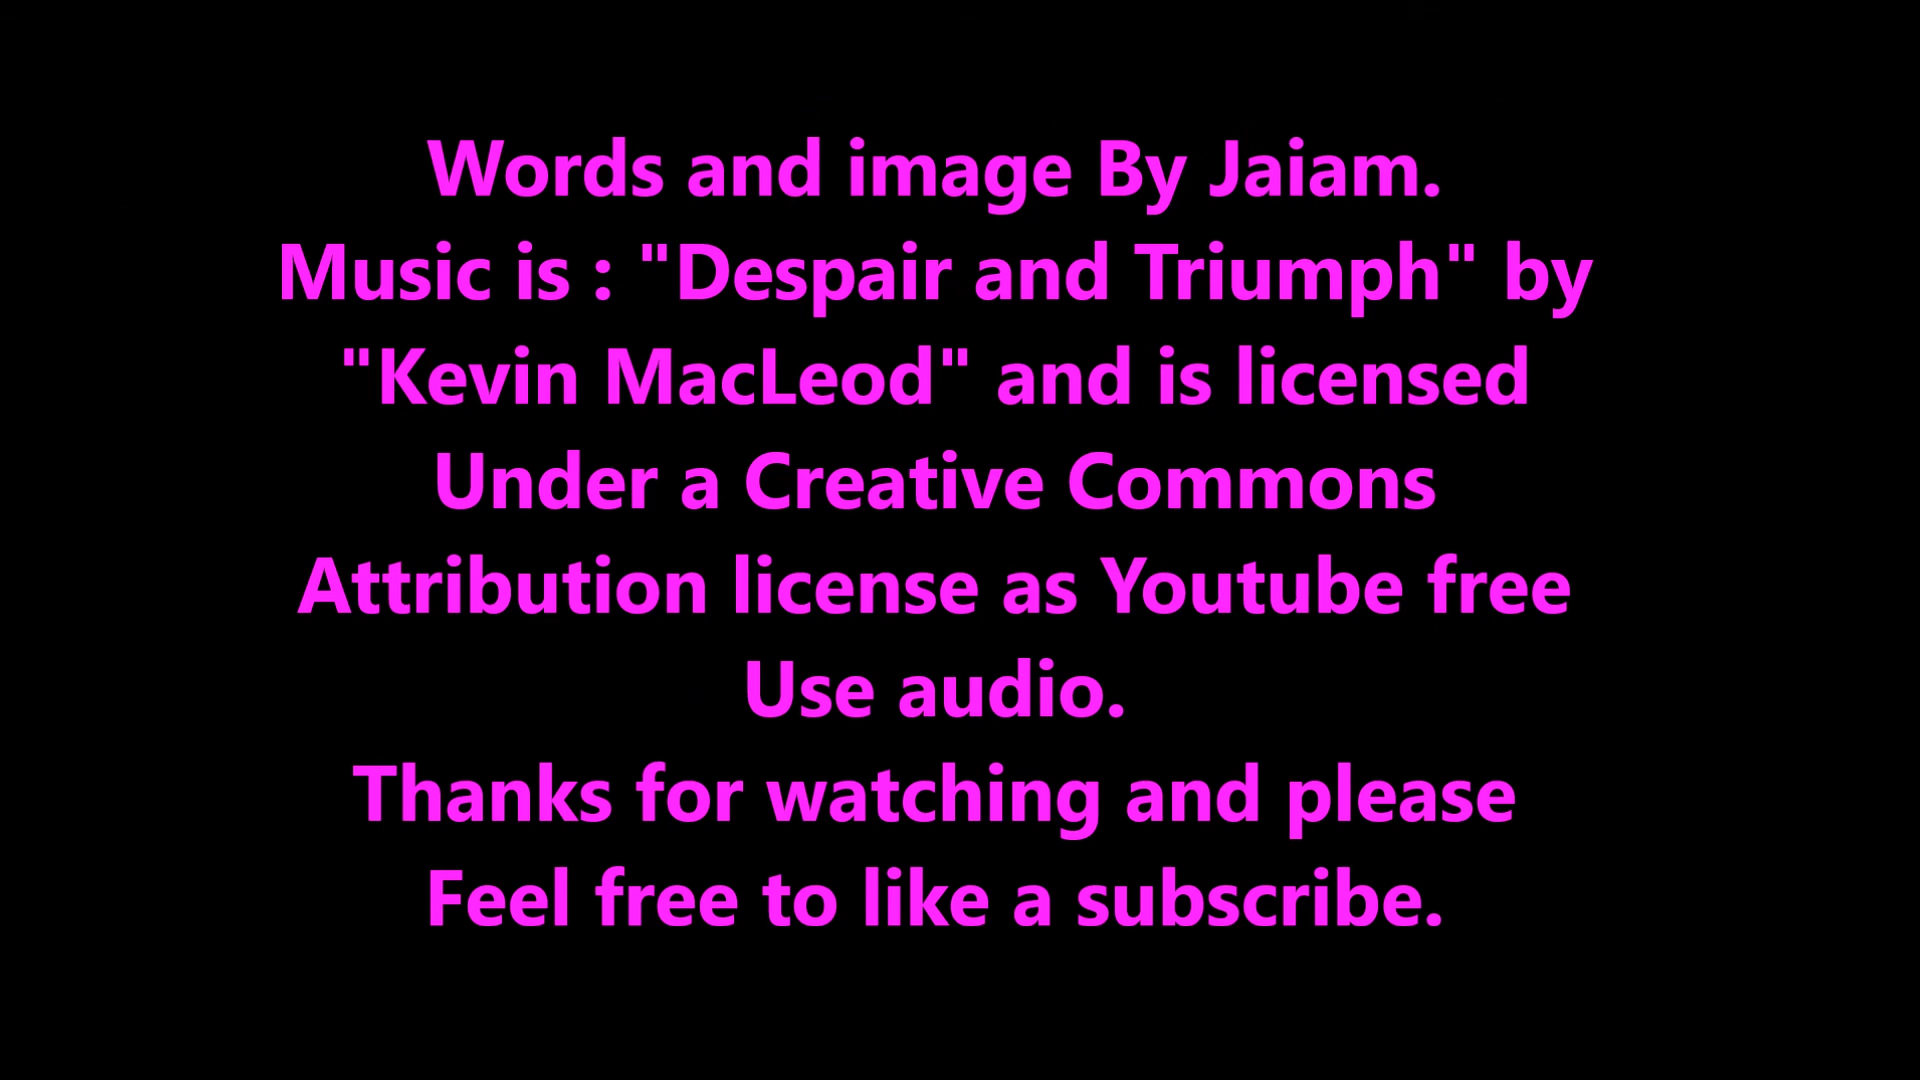 Words and image By Jaiam.
Music is : "Despair and Triumph" by
"Kevin MacLeod" and is licensed
Under a Creative Commons
Attribution license as Youtube free
Use audio.
Thanks for watching and please
Feel free to like a subscribe.